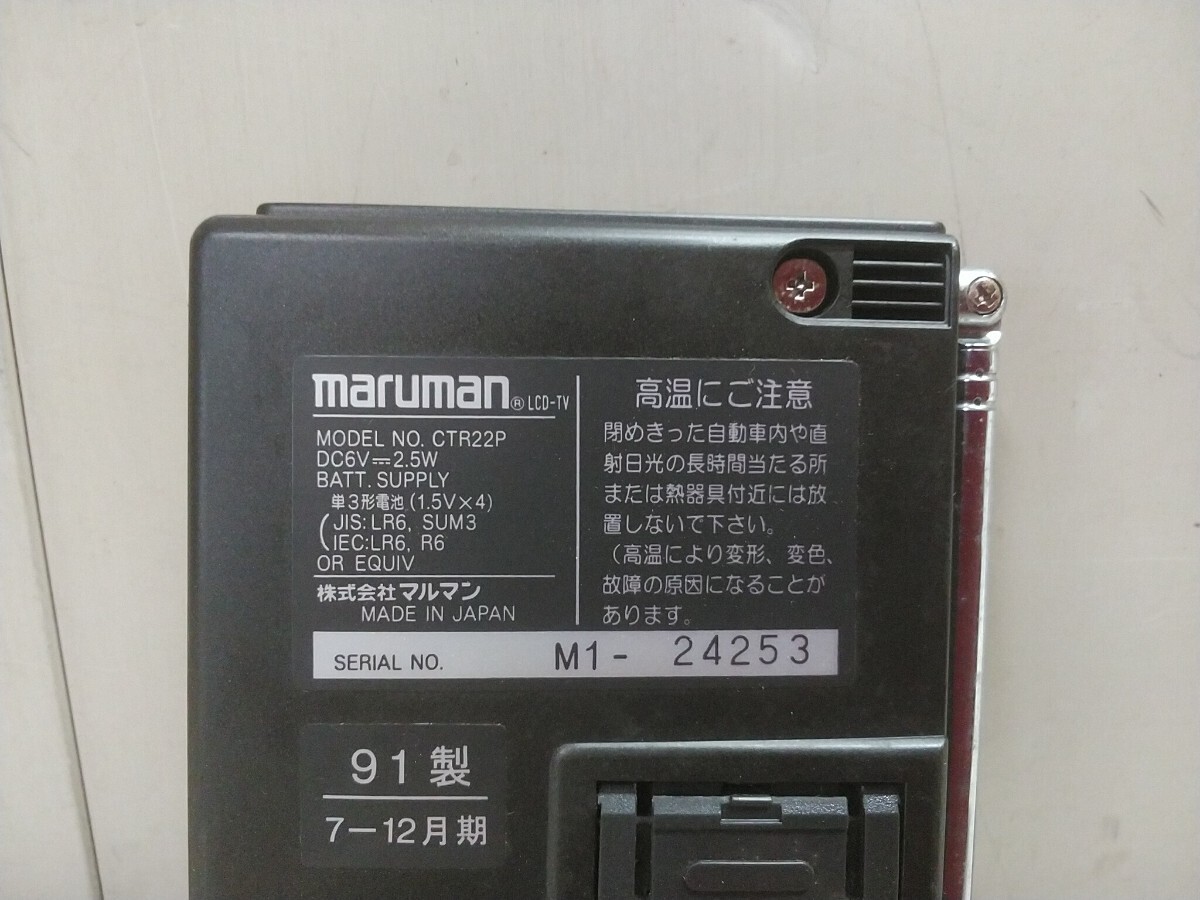 maruman® LCD-TV
MODEL NO. CTR22P
DC6V⎓2.5W
BATT. SUPPLY
単3形電池 (1.5V×4)
(JIS: LR6, SUM3
IEC: LR6, R6
OR EQUIV
株式会社マルマン
MADE IN JAPAN
高温にご注意
閉めきった自動車内や直
射日光の長時間当たる所
または熱器具付近には放
置しないで下さい。
(高温により変形、変色、
故障の原因になることが
あります。
SERIAL NO. M1- 24253
91製
7-12月期